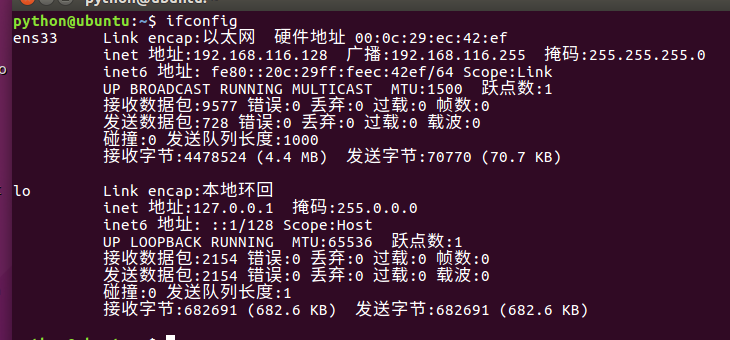 python@ubuntu:~$ ifconfig
ens33     Link encap:以太网  硬件地址 00:0c:29:ec:42:ef
          inet 地址:192.168.116.128  广播:192.168.116.255  掩码:255.255.255.0
          inet6 地址: fe80::20c:29ff:feec:42ef/64 Scope:Link
          UP BROADCAST RUNNING MULTICAST  MTU:1500  跃点数:1
          接收数据包:9577 错误:0 丢弃:0 过载:0 帧数:0
          发送数据包:728 错误:0 丢弃:0 过载:0 载波:0
          碰撞:0 发送队列长度:1000
          接收字节:4478524 (4.4 MB)  发送字节:70770 (70.7 KB)
lo        Link encap:本地环回
          inet 地址:127.0.0.1  掩码:255.0.0.0
          inet6 地址: ::1/128 Scope:Host
          UP LOOPBACK RUNNING  MTU:65536  跃点数:1
          接收数据包:2154 错误:0 丢弃:0 过载:0 帧数:0
          发送数据包:2154 错误:0 丢弃:0 过载:0 载波:0
          碰撞:0 发送队列长度:1
          接收字节:682691 (682.6 KB)  发送字节:682691 (682.6 KB)